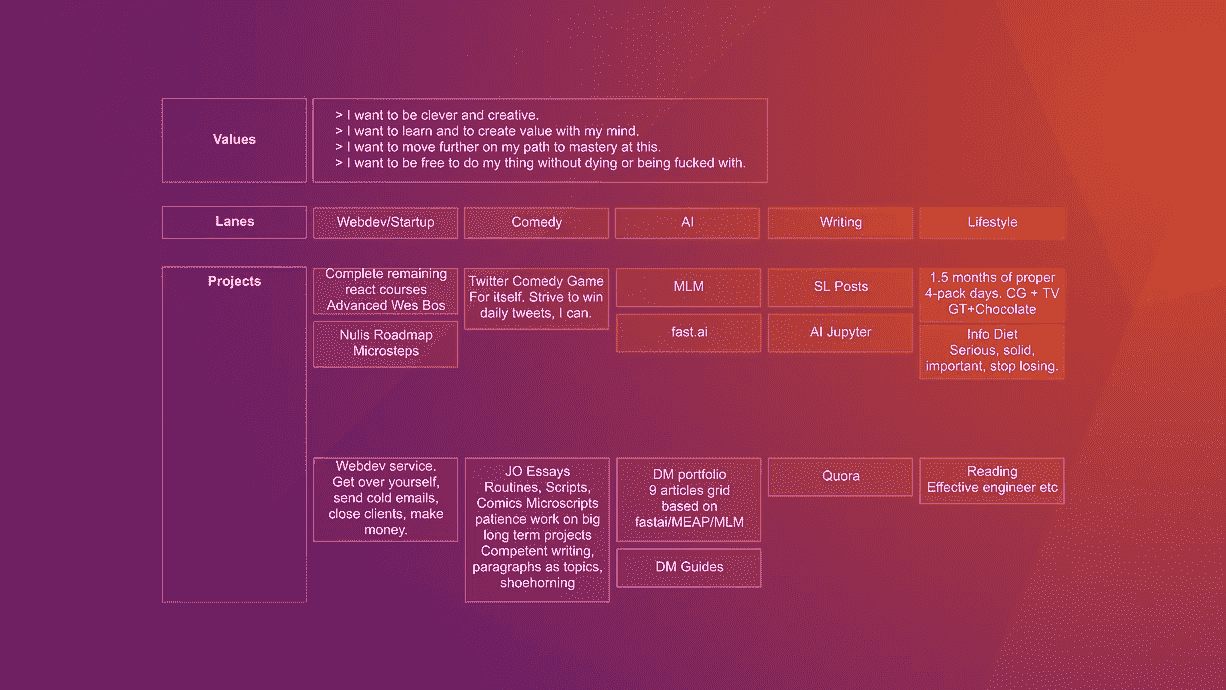 Values
> I want to be clever and creative.
> I want to learn and to create value with my mind.
> I want to move further on my path to mastery at this.
> I want to be free to do my thing without dying or being fucked with.
Lanes
Webdev/Startup
Comedy
AI
Writing
Lifestyle
Projects
Complete remaining
react courses
Advanced Wes Bos
Nulis Roadmap
Microsteps
Twitter Comedy Game
For itself. Strive to win
daily tweets, I can.
MLM
fast.ai
SL Posts
AI Jupyter
1.5 months of proper
4-pack days. CG + TV
GT+Chocolate
Info Diet
Serious, solid,
important, stop losing.
Webdev service.
Get over yourself,
send cold emails,
close clients, make
money.
JO Essays
Routines, Scripts,
Comics Microscripts
patience work on big
long term projects
Competent writing,
paragraphs as topics,
shoehorning
DM portfolio
9 articles grid
based on
fastai/MEAP/MLM
DM Guides
Quora
Reading
Effective engineer etc